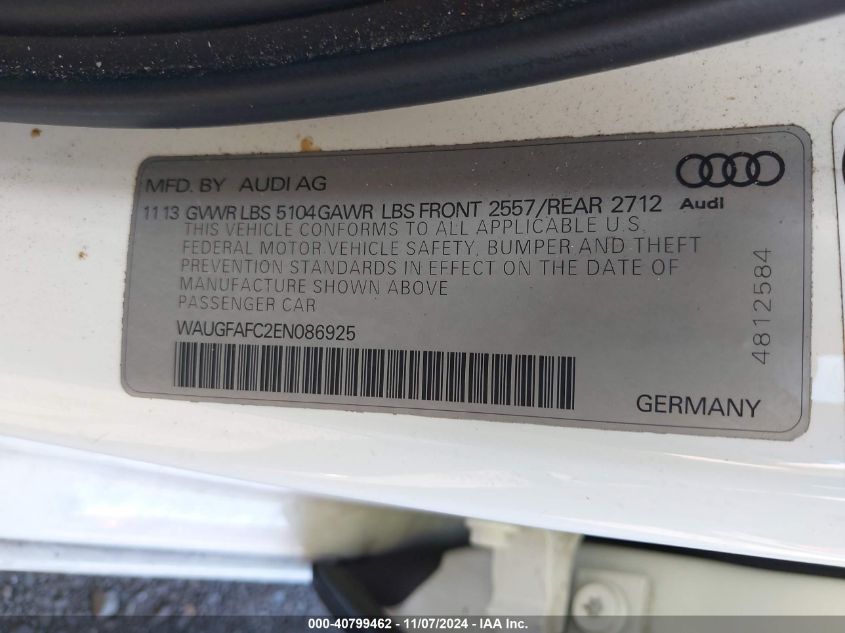 MFD. BY AUDI AG
11 13 GVWR LBS 5104 GAWR LBS FRONT 2557/REAR 2712
Audi
THIS VEHICLE CONFORMS TO ALL APPLICABLE U.S.
FEDERAL MOTOR VEHICLE SAFETY, BUMPER AND THEFT
PREVENTION STANDARDS IN EFFECT ON THE DATE OF
MANUFACTURE SHOWN ABOVE
PASSENGER CAR
WAUGFAFC2EN086925
4812584
GERMANY
000-40799462 - 11/07/2024 - IAA Inc.